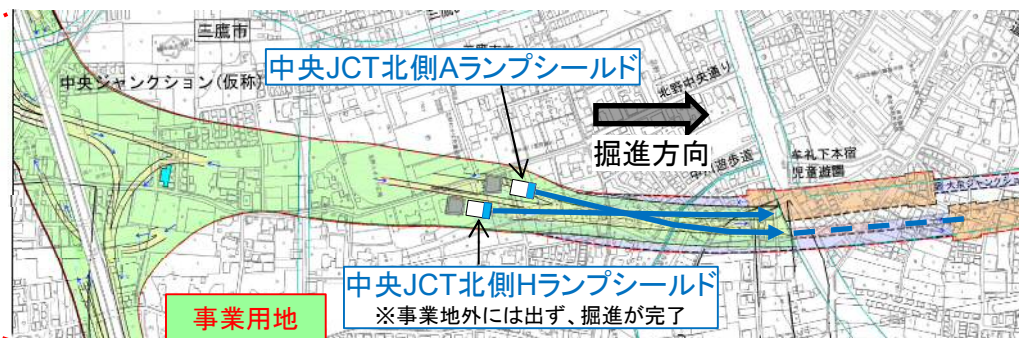 三鷹市
中央JCT北側Aランプシールド
中央ジャンクション(仮称)
北野中央通り
掘進方向
牟礼下本宿
児童遊園
遊歩道
中央JCT北側Hランプシールド
※事業地外には出ず、掘進が完了
事業用地